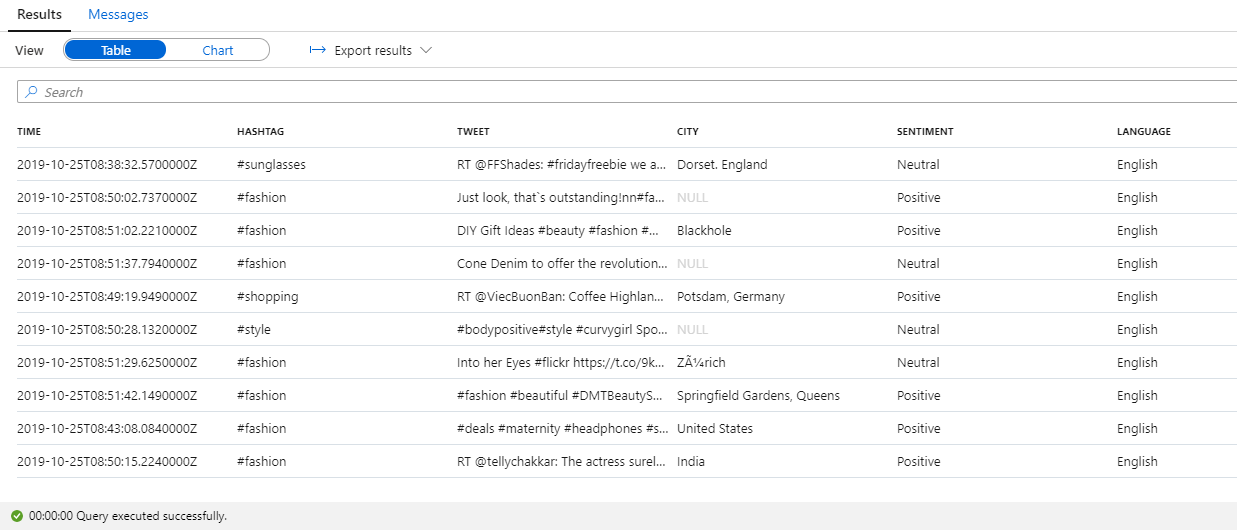 Results Messages
View Table Chart Export results
Search
TIME HASHTAG TWEET CITY SENTIMENT LANGUAGE
2019-10-25T08:38:32.5700000Z #sunglasses RT @FFShades: #fridayfreebie we a... Dorset. England Neutral English
2019-10-25T08:50:02.7370000Z #fashion Just look, that`s outstanding!nn#fa... NULL Positive English
2019-10-25T08:51:02.2210000Z #fashion DIY Gift Ideas #beauty #fashion #... Blackhole Positive English
2019-10-25T08:51:37.7940000Z #fashion Cone Denim to offer the revolution... NULL Neutral English
2019-10-25T08:49:19.9490000Z #shopping RT @ViecBuonBan: Coffee Highlan... Potsdam, Germany Positive English
2019-10-25T08:50:28.1320000Z #style #bodypositive#style #curvygirl Spo... NULL Neutral English
2019-10-25T08:51:29.6250000Z #fashion Into her Eyes #flickr https://t.co/9k... ZÃ¼rich Neutral English
2019-10-25T08:51:42.1490000Z #fashion #fashion #beautiful #DMTBeautyS... Springfield Gardens, Queens Positive English
2019-10-25T08:43:08.0840000Z #fashion #deals #maternity #headphones #s... United States Positive English
2019-10-25T08:50:15.2240000Z #fashion RT @tellychakkar: The actress surel... India Positive English
00:00:00 Query executed successfully.